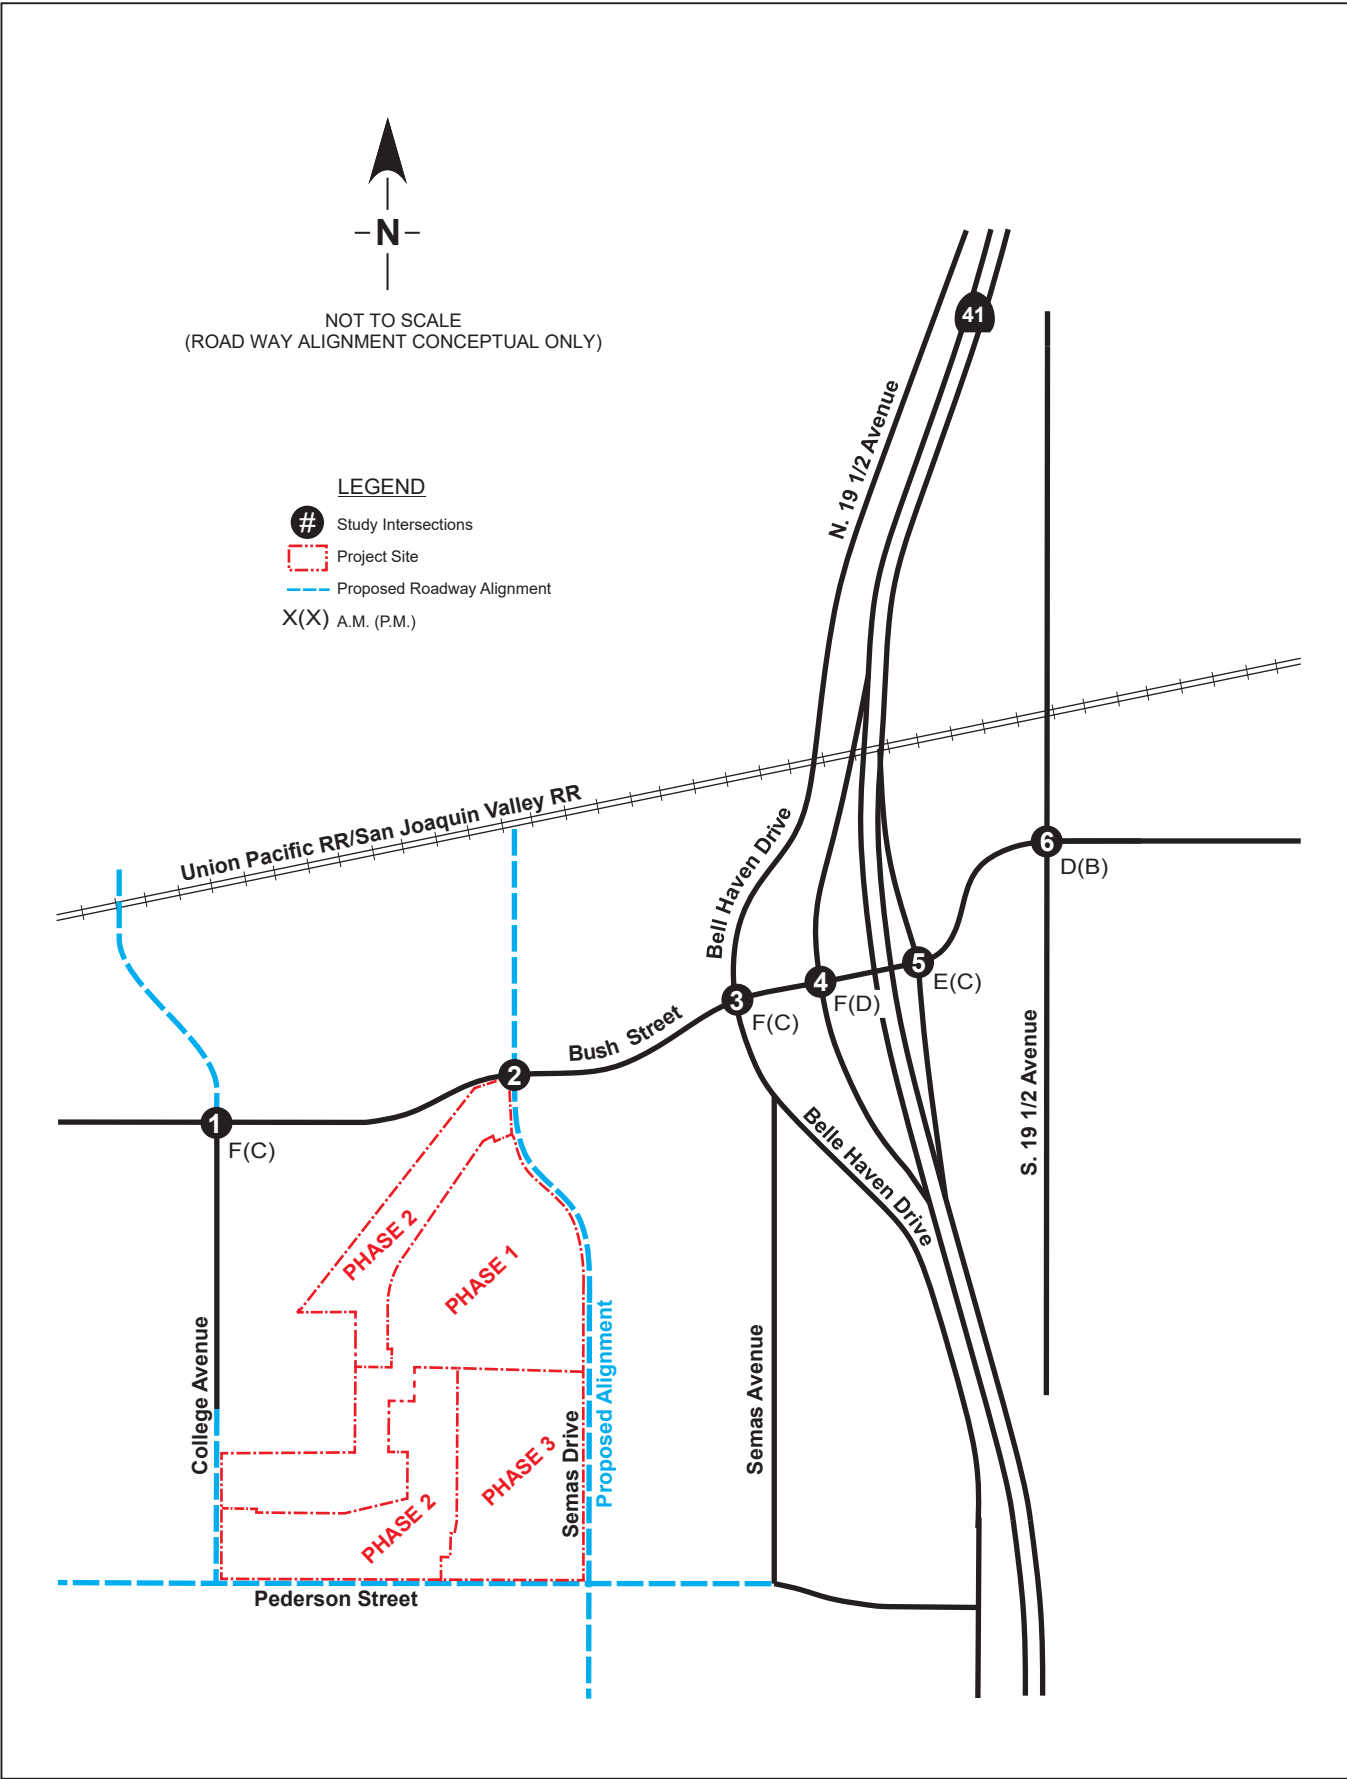 N
NOT TO SCALE
(ROAD WAY ALIGNMENT CONCEPTUAL ONLY)
41
N. 19 1/2 Avenue
LEGEND
# Study Intersections
Project Site
Proposed Roadway Alignment
X(X) A.M. (P.M.)
Union Pacific RR/San Joaquin Valley RR
Bell Haven Drive
6
D(B)
5
E(C)
4
F(D)
3
F(C)
Bush Street
2
1
F(C)
S. 19 1/2 Avenue
Belle Haven Drive
PHASE 2
PHASE 1
College Avenue
Semas Drive
Proposed Alignment
Semas Avenue
PHASE 3
PHASE 2
Pederson Street